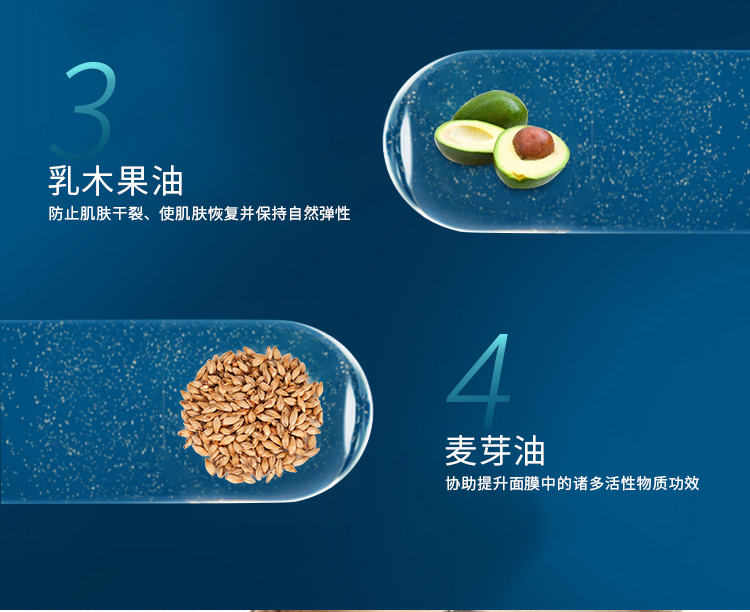 3
乳木果油
防止肌肤干裂、使肌肤恢复并保持自然弹性
4
麦芽油
协助提升面膜中的诸多活性物质功效